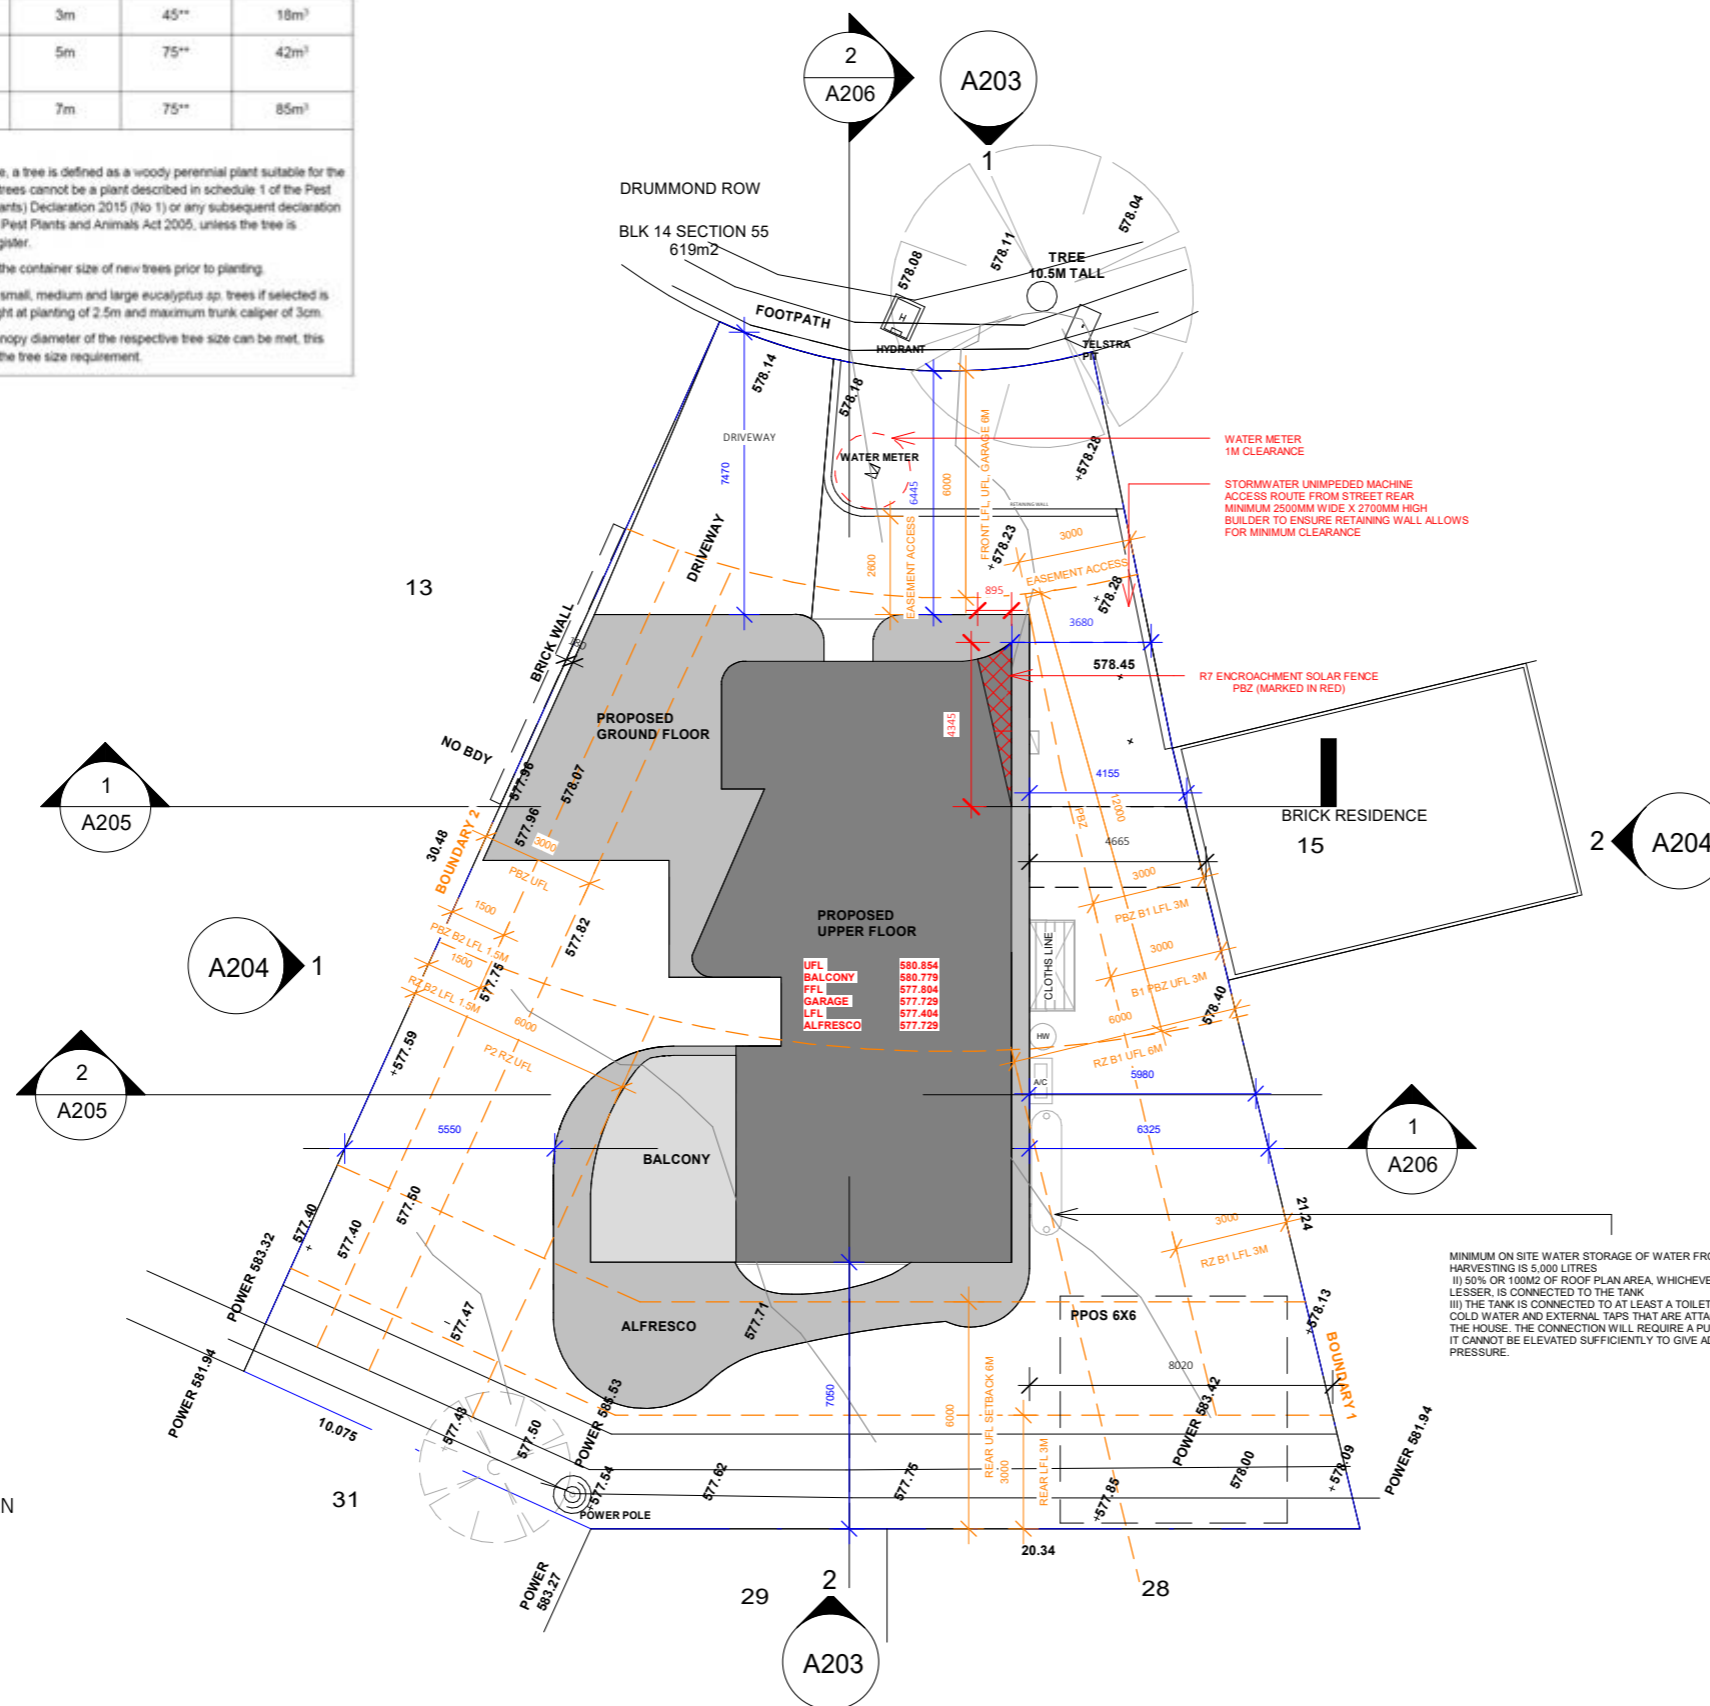 3m 45** 18m³
5m 75** 42m³
7m 75** 85m³
e, a tree is defined as a woody perennial plant suitable for the
trees cannot be a plant described in schedule 1 of the Pest
ants) Declaration 2015 (No 1) or any subsequent declaration
Pest Plants and Animals Act 2005, unless the tree is
gister.
the container size of new trees prior to planting.
small, medium and large eucalyptus sp. trees if selected is
ght at planting of 2.5m and maximum trunk caliper of 3cm.
nopy diameter of the respective tree size can be met, this
the tree size requirement.
2
A206
A203
1
DRUMMOND ROW
BLK 14 SECTION 55
619m2
578.04
578.11
578.08
TREE
10.5M TALL
FOOTPATH
H
HYDRANT
TELSTRA
PIT
578.14
578.18
DRIVEWAY
7470
WATER METER
6445
6000
FRONT LFL, UFL, GARAGE 6M
+578.28
WATER METER
1M CLEARANCE
STORMWATER UNIMPEDED MACHINE
ACCESS ROUTE FROM STREET REAR
MINIMUM 2500MM WIDE X 2700MM HIGH
BUILDER TO ENSURE RETAINING WALL ALLOWS
FOR MINIMUM CLEARANCE
RETAINING WALL
DRIVEWAY
2600
EASEMENT ACCESS
+578.23
3000
EASEMENT ACCESS
+578.28
895
13
BRICK WALL
3680
578.45
R7 ENCROACHMENT SOLAR FENCE
PBZ (MARKED IN RED)
PROPOSED
GROUND FLOOR
4345
NO BDY
577.96
578.07
1
A205
4155
12000
PBZ
BRICK RESIDENCE
15
2
A204
577.96
3000
30.48
BOUNDARY 2
PBZ UFL
4665
3000
PBZ B1 LFL 3M
1500
PBZ B2 LFL 1.5M
577.82
PROPOSED
UPPER FLOOR
3000
B1 PBZ UFL 3M
A204
1
1500
RZ B2 LFL 1.5M
577.75
UFL 580.854
BALCONY 580.779
FFL 577.804
GARAGE 577.729
LFL 577.404
ALFRESCO 577.729
CLOTHS LINE
578.40
6000
P2 RZ UFL
HW
6000
RZ B1 UFL 6M
+577.59
2
A205
A/C
5980
5550
6325
1
A206
BALCONY
577.50
577.40
577.40
21.24
3000
RZ B1 LFL 3M
POWER 583.32
MINIMUM ON SITE WATER STORAGE OF WATER FRO
HARVESTING IS 5,000 LITRES
II) 50% OR 100M2 OF ROOF PLAN AREA, WHICHEVE
LESSER, IS CONNECTED TO THE TANK
III) THE TANK IS CONNECTED TO AT LEAST A TOILET
COLD WATER AND EXTERNAL TAPS THAT ARE ATTA
THE HOUSE. THE CONNECTION WILL REQUIRE A PU
IT CANNOT BE ELEVATED SUFFICIENTLY TO GIVE AD
PRESSURE.
577.47
ALFRESCO
577.71
PPOS 6X6
+578.13
BOUNDARY 1
8020
POWER 581.94
10.075
7050
6000
REAR UFL SETBACK 6M
3000
REAR LFL 3M
POWER 583.42
577.48
577.50
POWER 585.53
+577.54
577.62
577.75
+577.85
578.00
+578.09
POWER 581.94
31
N
POWER POLE
20.34
POWER
583.27
29
2
28
A203